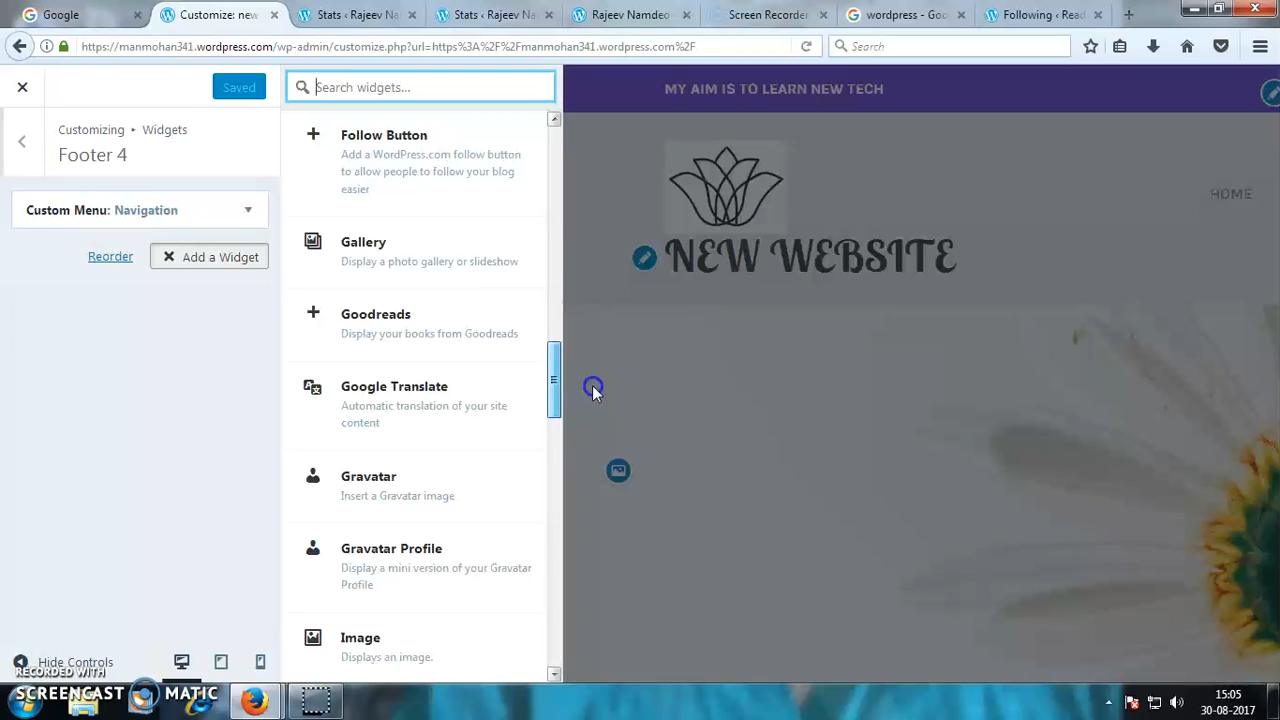 Google
Customize: new
Stats ‹ Rajeev Namdeo
Stats ‹ Rajeev Namdeo
Rajeev Namdeo
Screen Recorder
wordpress - Goo
Following ‹ Read
https://manmohan341.wordpress.com/wp-admin/customize.php?url=https%3A%2F%2Fmanmohan341.wordpress.com%2F
Search
Saved
Search widgets...
Customizing ▸ Widgets
Footer 4
Custom Menu: Navigation
Reorder
Add a Widget
Follow Button
Add a WordPress.com follow button
to allow people to follow your blog
easier
Gallery
Display a photo gallery or slideshow
Goodreads
Display your books from Goodreads
Google Translate
Automatic translation of your site
content
Gravatar
Insert a Gravatar image
Gravatar Profile
Display a mini version of your Gravatar
Profile
Image
Displays an image.
MY AIM IS TO LEARN NEW TECH
HOME
NEW WEBSITE
Hide Controls
RECORDED WITH
SCREENCAST MATIC
15:05
30-08-2017